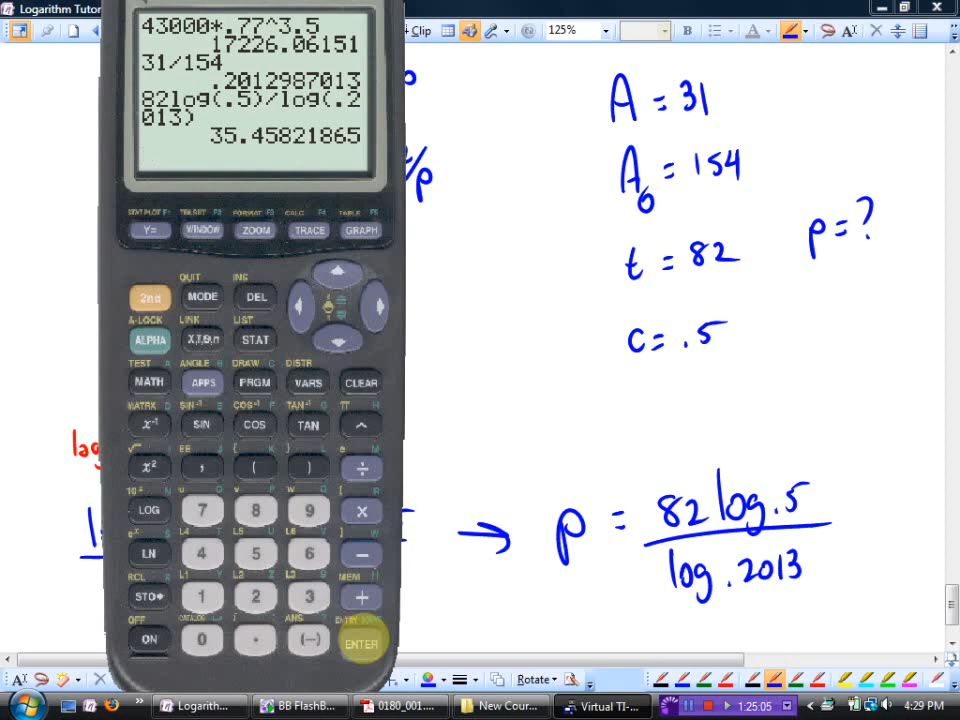 Logarithm Tutor
Clip
125%
B
43000*.77^3.5
17226.06151
31/154
.2012987013
82log(.5)/log(.2
013)
35.45821865
A = 31
A₀ = 154
t = 82
p = ?
c = .5
/p
→ p = 82 log .5
log .2013
STAT PLOT F1 TBLSET F2 FORMAT F3 CALC F4 TABLE F5
Y= WINDOW ZOOM TRACE GRAPH
QUIT INS
2nd MODE DEL
A-LOCK LINK LIST
ALPHA X,T,θ,n STAT
TEST A ANGLE B DRAW C DISTR
MATH APPS PRGM VARS CLEAR
MATRX D SIN⁻¹ E COS⁻¹ F TAN⁻¹ G π H
x⁻¹ SIN COS TAN ^
√ I EE J { K } L e M
x² , ( ) ÷
10ˣ N u O v P w Q [ R
LOG 7 8 9 ×
eˣ S L4 T L5 U L6 V ] W
LN 4 5 6 −
RCL X L1 Y L2 Z L3 θ MEM
STO▸ 1 2 3 +
OFF CATALOG i ANS ? ENTRY
ON 0 . (−) ENTER
A
Rotate
Logarith...
BB FlashB...
0180_001...
New Cour...
Virtual TI-...
1:25:05
4:29 PM